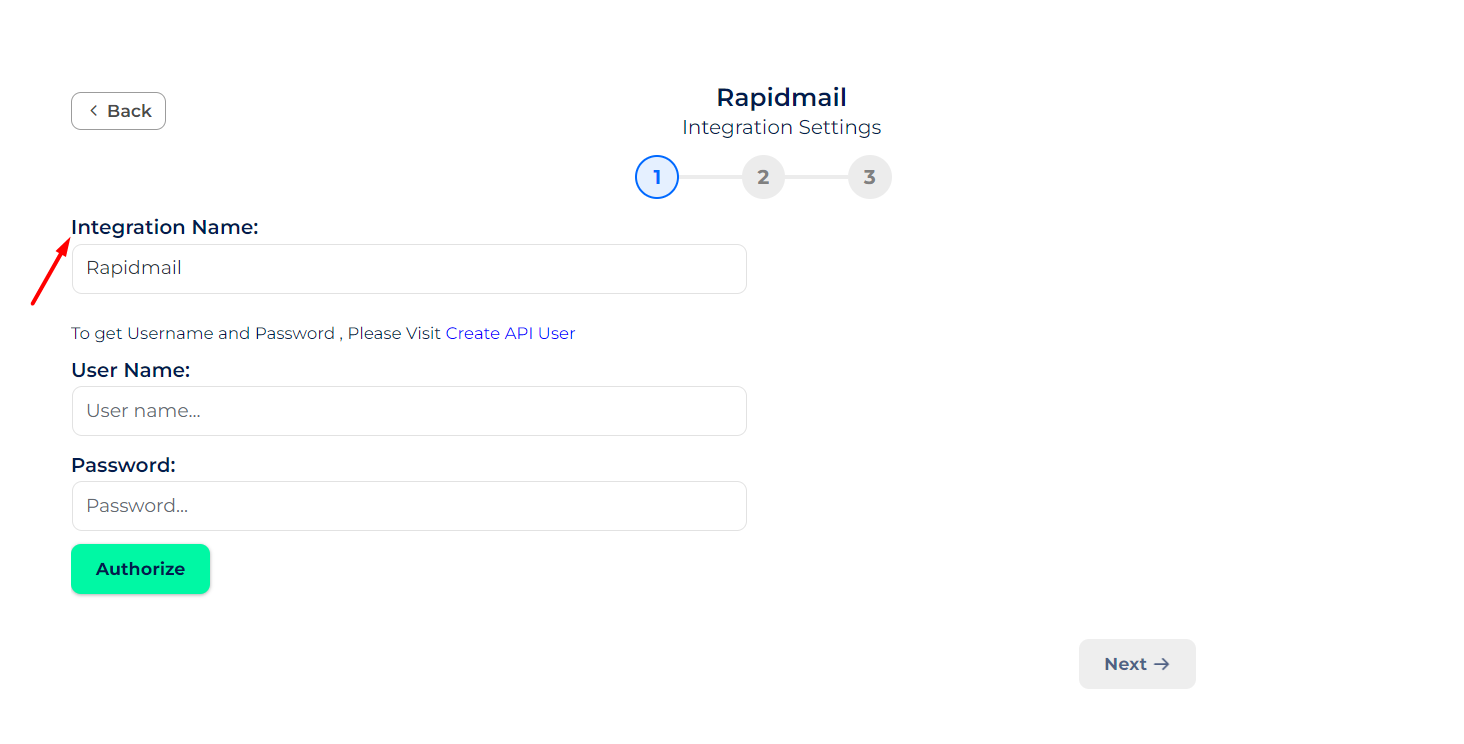 Back
Rapidmail
Integration Settings
1 2 3
Integration Name:
Rapidmail
To get Username and Password , Please Visit Create API User
User Name:
User name...
Password:
Password...
Authorize
Next